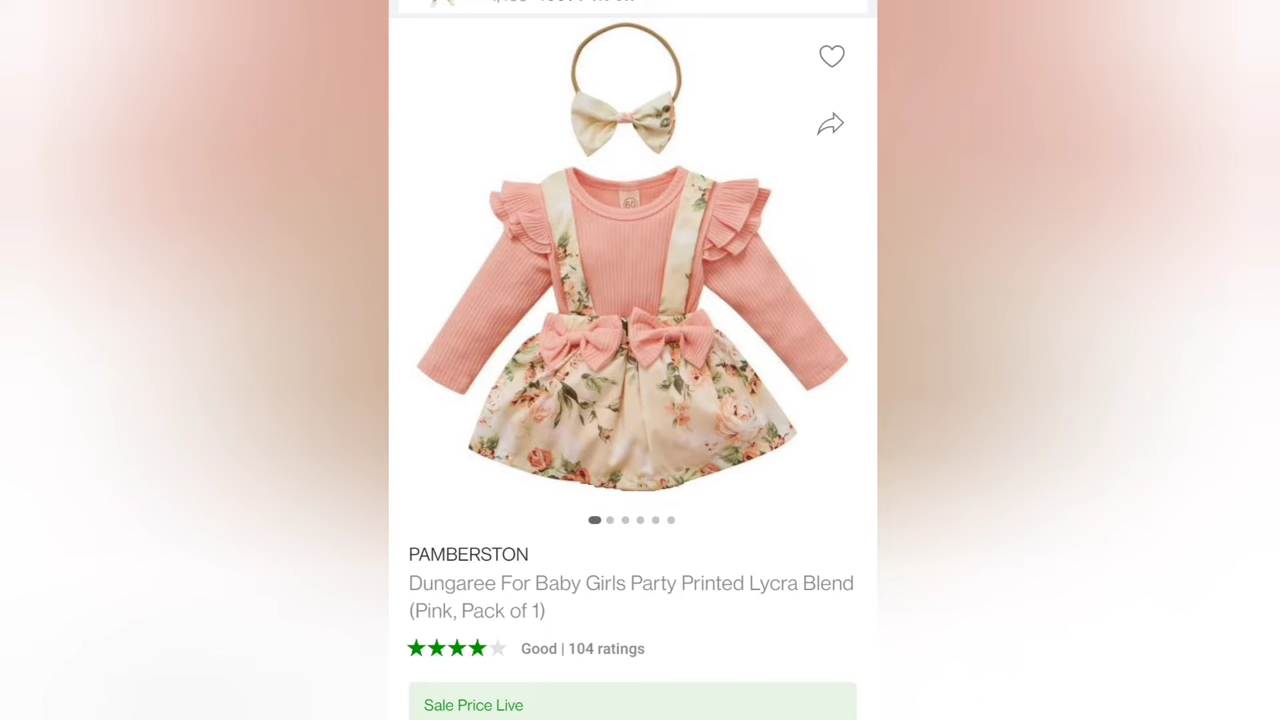 60
PAMBERSTON
Dungaree For Baby Girls Party Printed Lycra Blend
(Pink, Pack of 1)
Good | 104 ratings
Sale Price Live